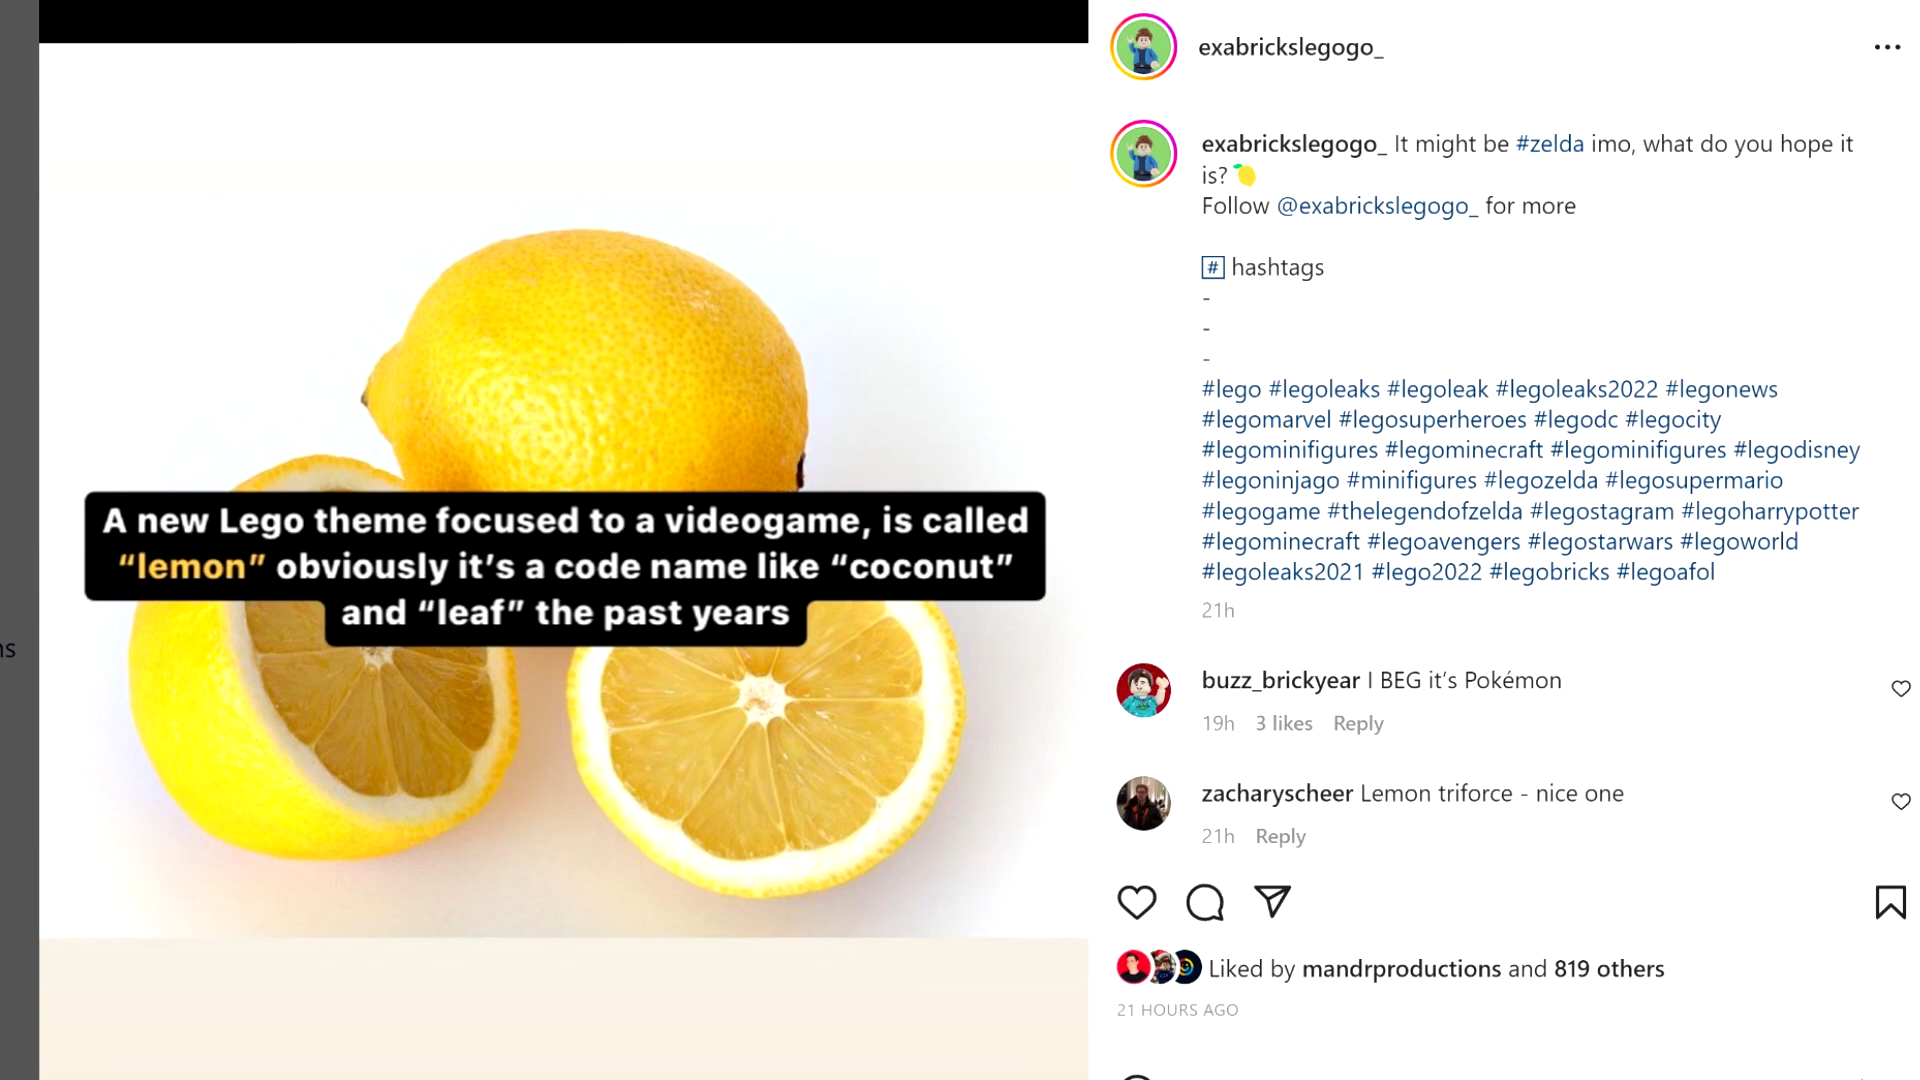 ns
A new Lego theme focused to a videogame, is called
“lemon” obviously it’s a code name like “coconut”
and “leaf” the past years
exabrickslegogo_
exabrickslegogo_ It might be #zelda imo, what do you hope it
is?🍋
Follow @exabrickslegogo_ for more
#️⃣ hashtags
-
-
-
#lego #legoleaks #legoleak #legoleaks2022 #legonews
#legomarvel #legosuperheroes #legodc #legocity
#legominifigures #legominecraft #legominifigures #legodisney
#legoninjago #minifigures #legozelda #legosupermario
#legogame #thelegendofzelda #legostagram #legoharrypotter
#legominecraft #legoavengers #legostarwars #legoworld
#legoleaks2021 #lego2022 #legobricks #legoafol
21h
buzz_brickyear I BEG it’s Pokémon
19h 3 likes Reply
zacharyscheer Lemon triforce - nice one
21h Reply
Liked by mandrproductions and 819 others
21 HOURS AGO